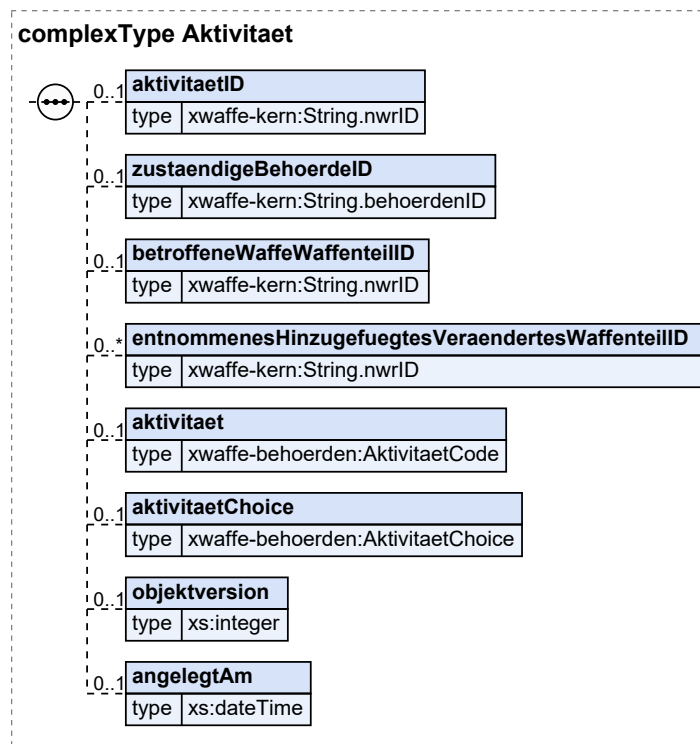 complexType Aktivitaet
0..1 aktivitaetID
type xwaffe-kern:String.nwrID
0..1 zustaendigeBehoerdeID
type xwaffe-kern:String.behoerdenID
0..1 betroffeneWaffeWaffenteilID
type xwaffe-kern:String.nwrID
0..* entnommenesHinzugefuegtesVeraendertesWaffenteilID
type xwaffe-kern:String.nwrID
0..1 aktivitaet
type xwaffe-behoerden:AktivitaetCode
0..1 aktivitaetChoice
type xwaffe-behoerden:AktivitaetChoice
0..1 objektversion
type xs:integer
0..1 angelegtAm
type xs:dateTime